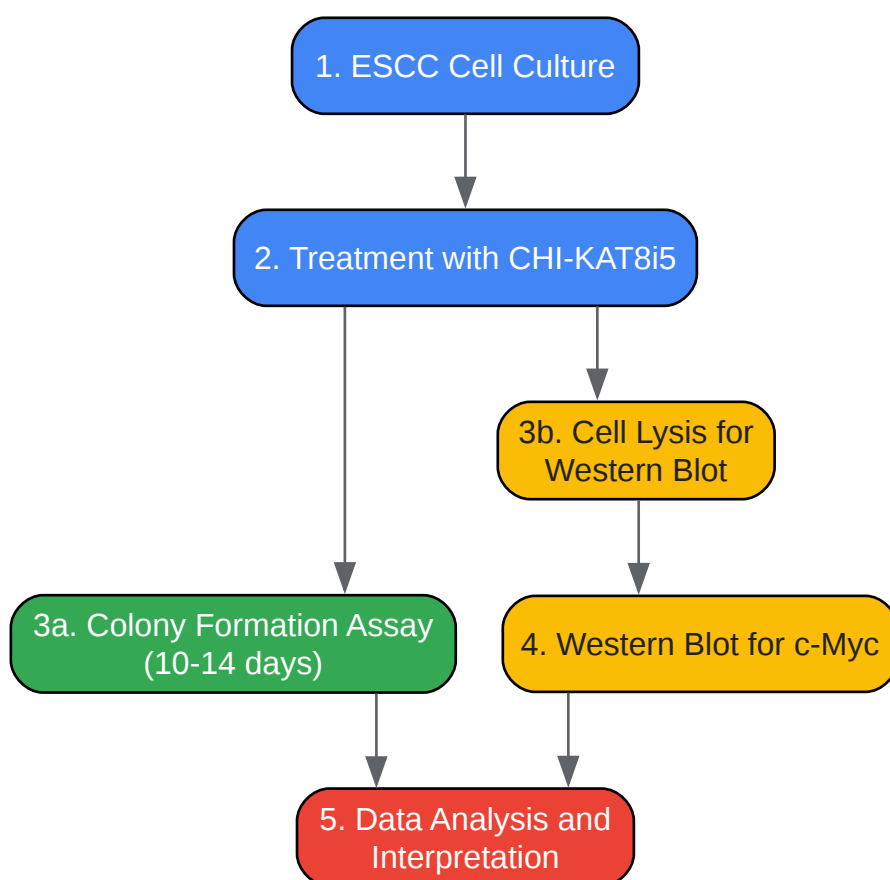 1. ESCC Cell Culture
2. Treatment with CHI-KAT8i5
3b. Cell Lysis for
Western Blot
3a. Colony Formation Assay
(10-14 days)
4. Western Blot for c-Myc
5. Data Analysis and
Interpretation